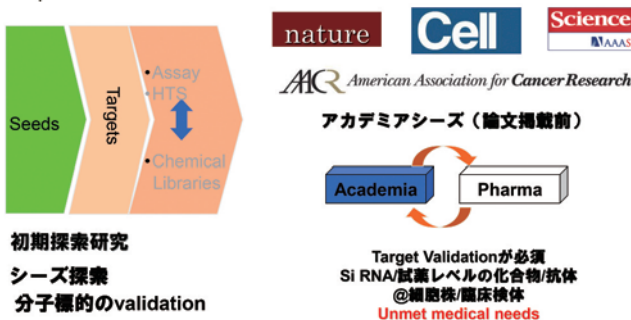 Seeds
Targets
• Assay
• HTS
• Chemical
Libraries
初期探索研究
シーズ探索
分子標的のvalidation
nature
Cell
Science
AAAS
AACR American Association for Cancer Research
アカデミアシーズ（論文掲載前）
Academia
Pharma
Target Validationが必須
Si RNA/試薬レベルの化合物/抗体
@細胞株/臨床検体
Unmet medical needs